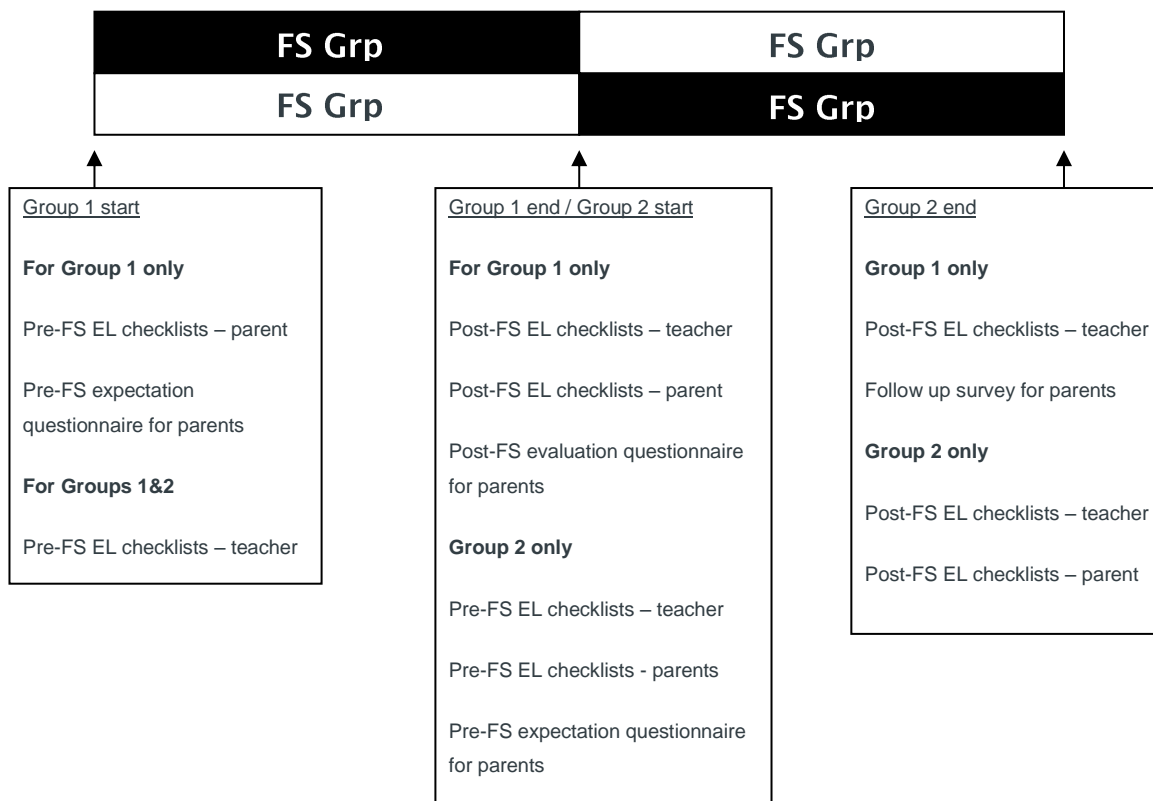 FS Grp
FS Grp
FS Grp
FS Grp
Group 1 start
For Group 1 only
Pre-FS EL checklists – parent
Pre-FS expectation
questionnaire for parents
For Groups 1&2
Pre-FS EL checklists – teacher
Group 1 end / Group 2 start
For Group 1 only
Post-FS EL checklists – teacher
Post-FS EL checklists – parent
Post-FS evaluation questionnaire
for parents
Group 2 only
Pre-FS EL checklists – teacher
Pre-FS EL checklists - parents
Pre-FS expectation questionnaire
for parents
Group 2 end
Group 1 only
Post-FS EL checklists – teacher
Follow up survey for parents
Group 2 only
Post-FS EL checklists – teacher
Post-FS EL checklists – parent